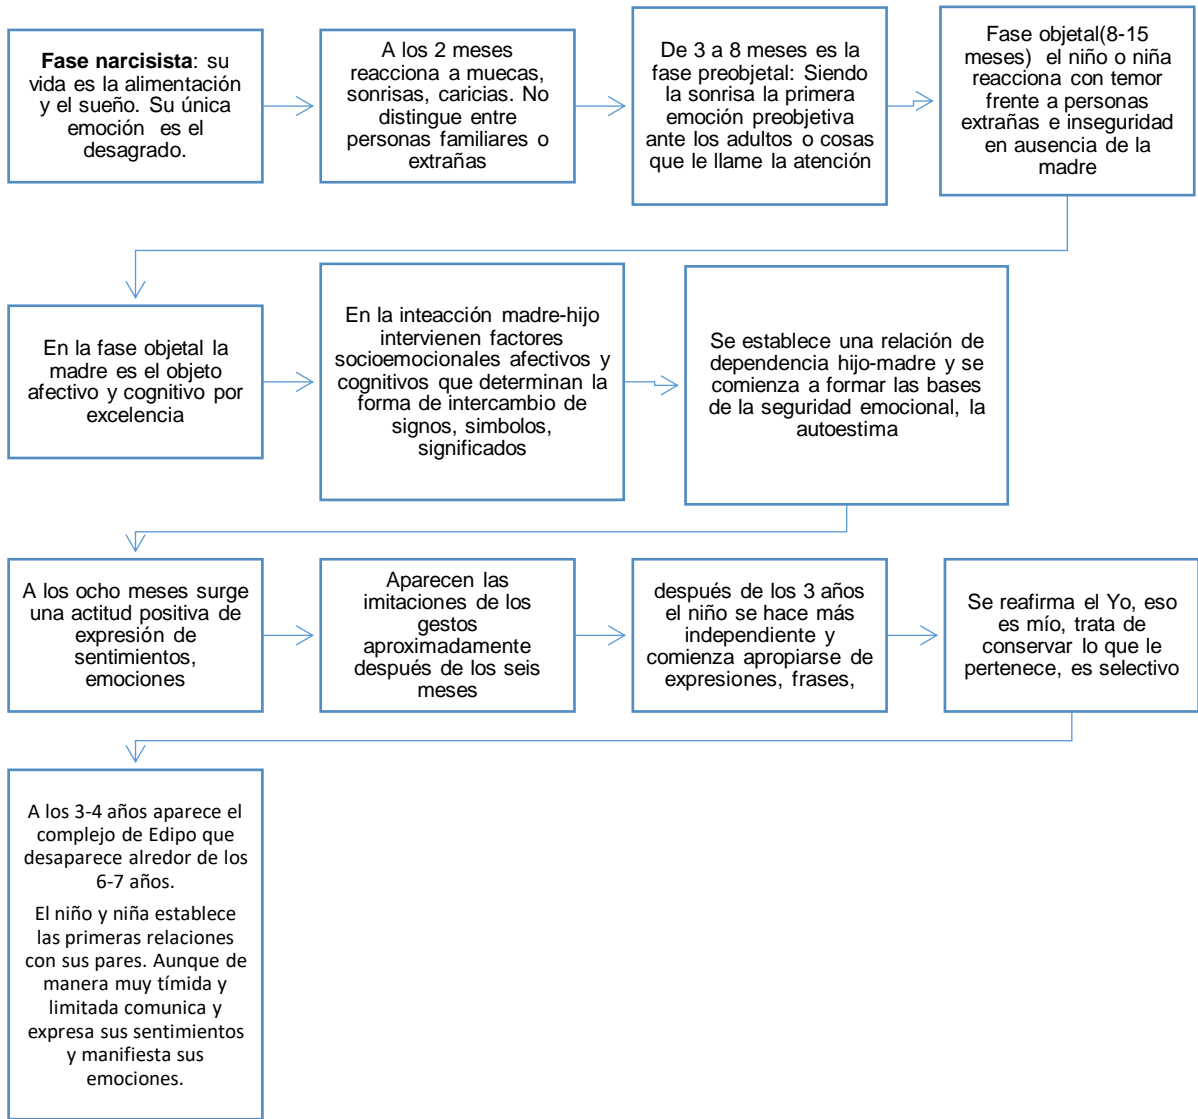 Fase narcisista: su
vida es la alimentación
y el sueño. Su única
emoción es el
desagrado.
A los 2 meses
reacciona a muecas,
sonrisas, caricias. No
distingue entre
personas familiares o
extrañas
De 3 a 8 meses es la
fase preobjetal: Siendo
la sonrisa la primera
emoción preobjetiva
ante los adultos o cosas
que le llame la atención
Fase objetal(8-15
meses) el niño o niña
reacciona con temor
frente a personas
extrañas e inseguridad
en ausencia de la
madre
En la fase objetal la
madre es el objeto
afectivo y cognitivo por
excelencia
En la inteacción madre-hijo
intervienen factores
socioemocionales afectivos y
cognitivos que determinan la
forma de intercambio de
signos, simbolos,
significados
Se establece una relación de
dependencia hijo-madre y se
comienza a formar las bases
de la seguridad emocional, la
autoestima
A los ocho meses surge
una actitud positiva de
expresión de
sentimientos,
emociones
Aparecen las
imitaciones de los
gestos
aproximadamente
después de los seis
meses
después de los 3 años
el niño se hace más
independiente y
comienza apropiarse de
expresiones, frases,
Se reafirma el Yo, eso
es mío, trata de
conservar lo que le
pertenece, es selectivo
A los 3-4 años aparece el
complejo de Edipo que
desaparece alredor de los
6-7 años.
El niño y niña establece
las primeras relaciones
con sus pares. Aunque de
manera muy tímida y
limitada comunica y
expresa sus sentimientos
y manifiesta sus
emociones.